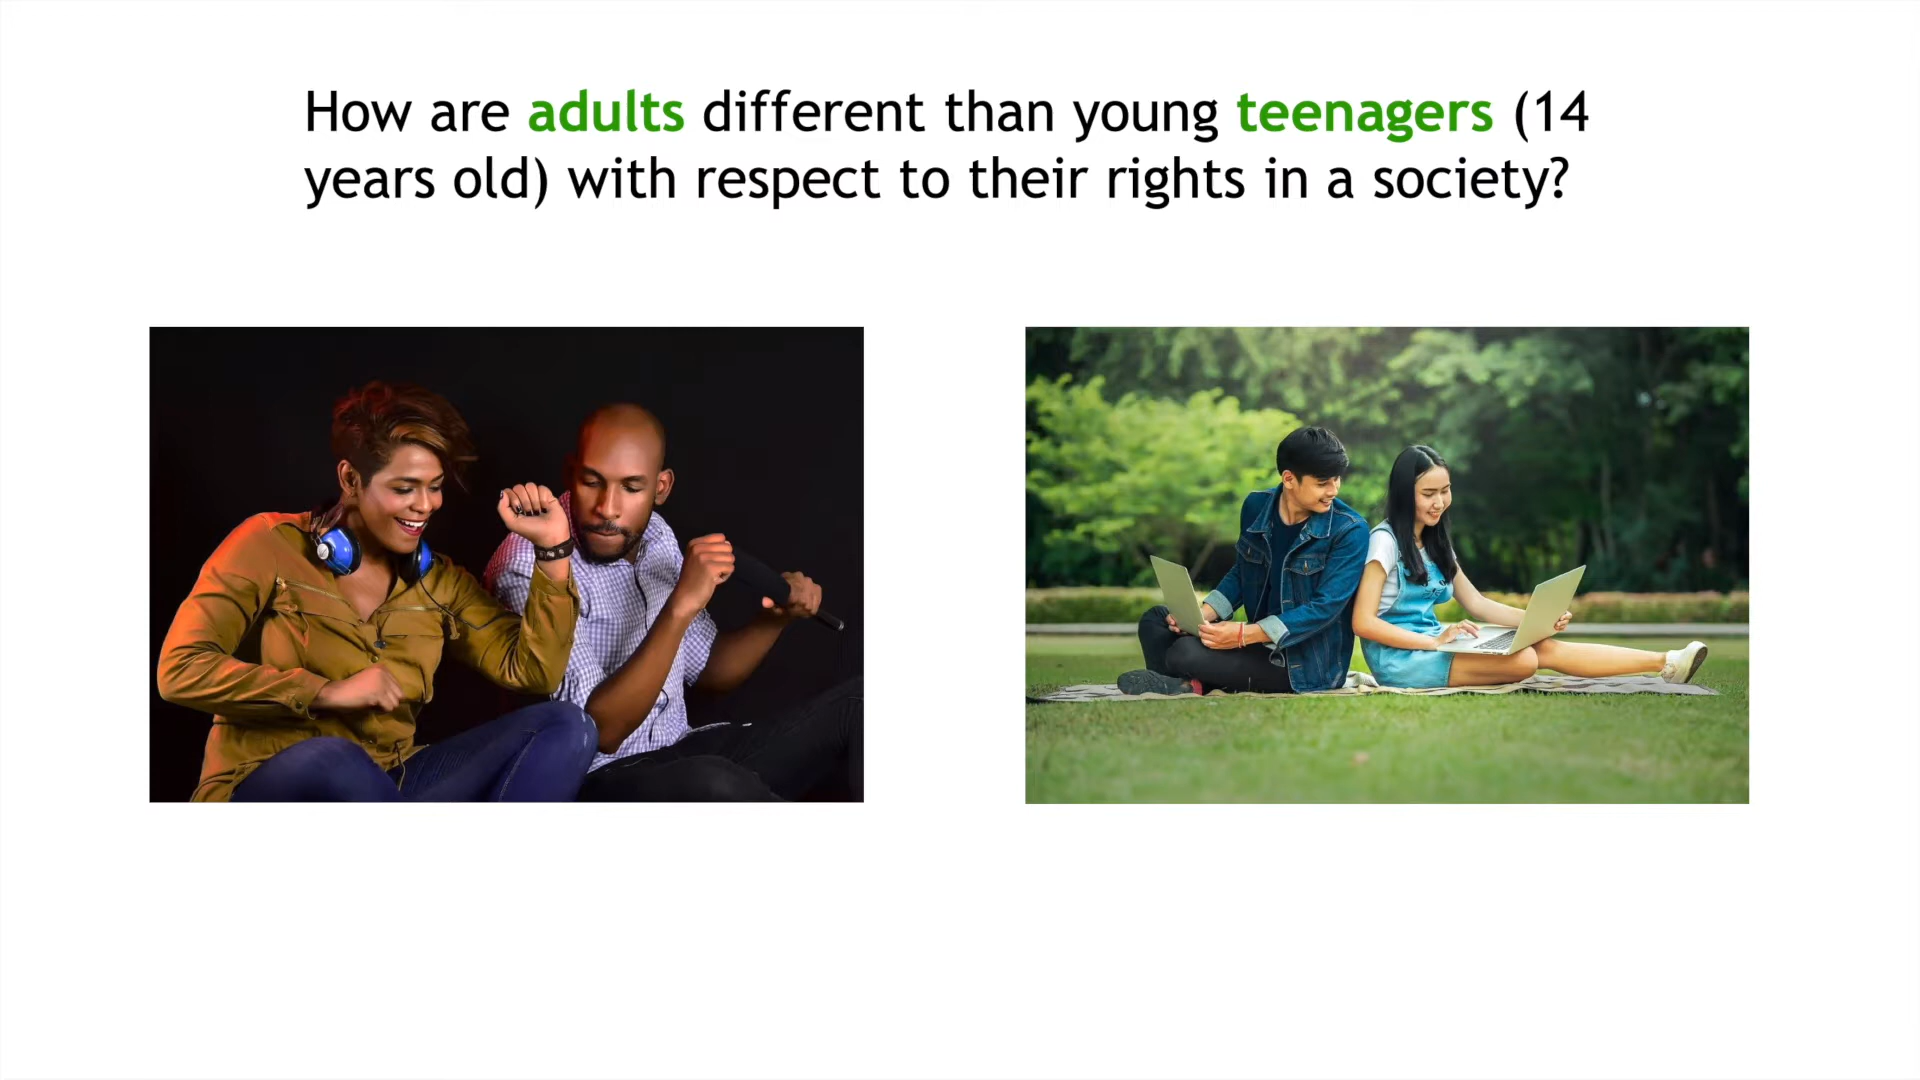 How are adults different than young teenagers (14
years old) with respect to their rights in a society?